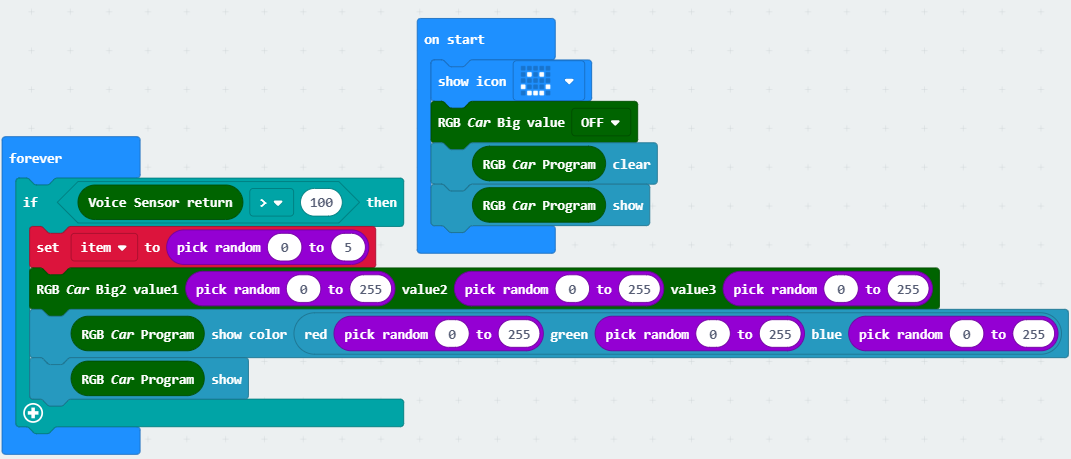 on start
show icon
RGB Car Big value OFF
RGB Car Program clear
RGB Car Program show
forever
if Voice Sensor return > 100 then
set item to pick random 0 to 5
RGB Car Big2 value1 pick random 0 to 255 value2 pick random 0 to 255 value3 pick random 0 to 255
RGB Car Program show color red pick random 0 to 255 green pick random 0 to 255 blue pick random 0 to 255
RGB Car Program show